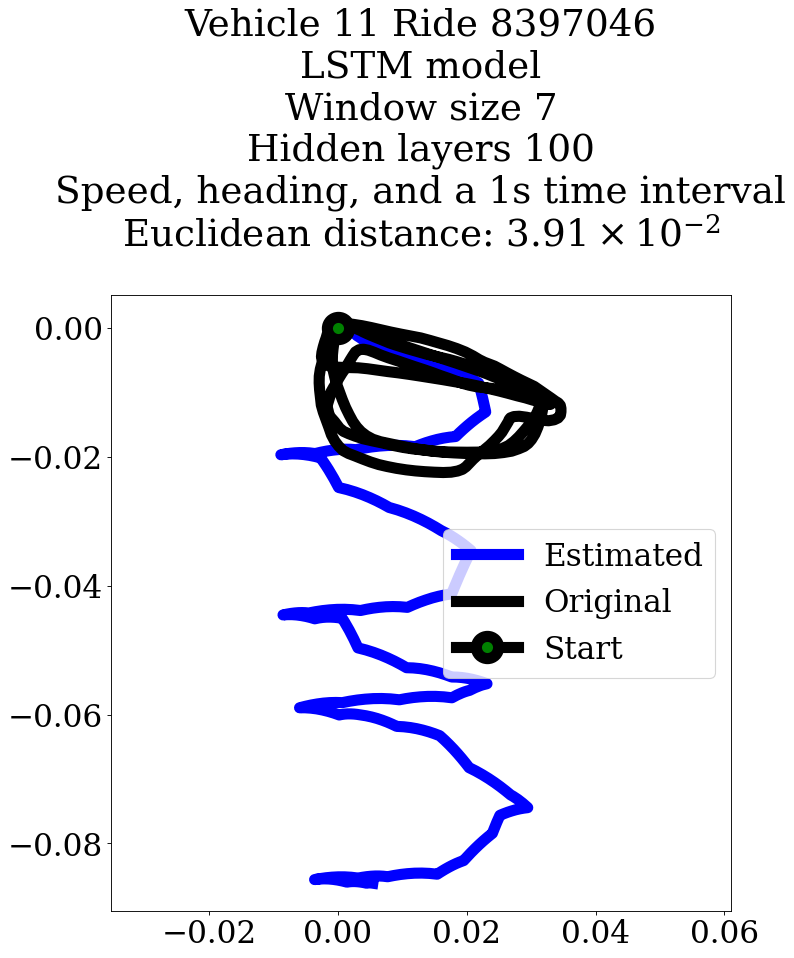 Vehicle 11 Ride 8397046
LSTM model
Window size 7
Hidden layers 100
Speed, heading, and a 1s time interval
Euclidean distance: 3.91 × 10⁻²
0.00
−0.02
−0.04
−0.06
−0.08
Estimated
Original
Start
−0.02 0.00 0.02 0.04 0.06